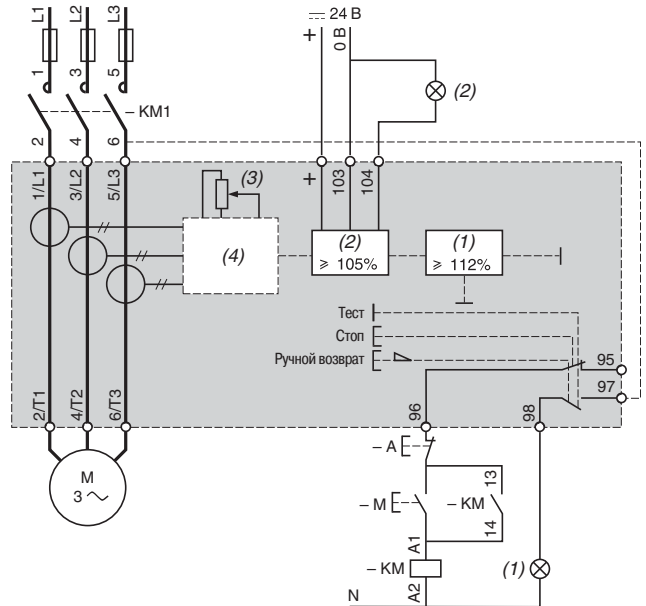 L1 L2 L3
24 В
+ 0 В
(2)
1 3 5
– KM1
2 4 6
1/L1 3/L2 5/L3
(3)
+ 103 104
(4)
(2)
⩾ 105%
(1)
⩾ 112%
Тест
Стоп
Ручной возврат
95
97
2/T1 4/T2 6/T3
96 98
– A
M
3 ~
– M
– KM
13
14
– KM
A1
A2
(1)
N